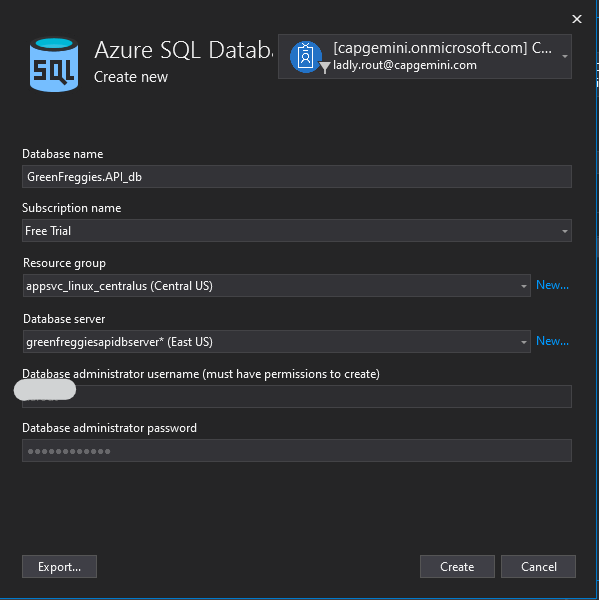 SQL
Azure SQL Databa
Create new
[capgemini.onmicrosoft.com] C...
ladly.rout@capgemini.com
Database name
GreenFreggies.API_db
Subscription name
Free Trial
Resource group
appsvc_linux_centralus (Central US)
New...
Database server
greenfreggiesapidbserver* (East US)
New...
Database administrator username (must have permissions to create)
Database administrator password
●●●●●●●●●●●●
Export...
Create
Cancel